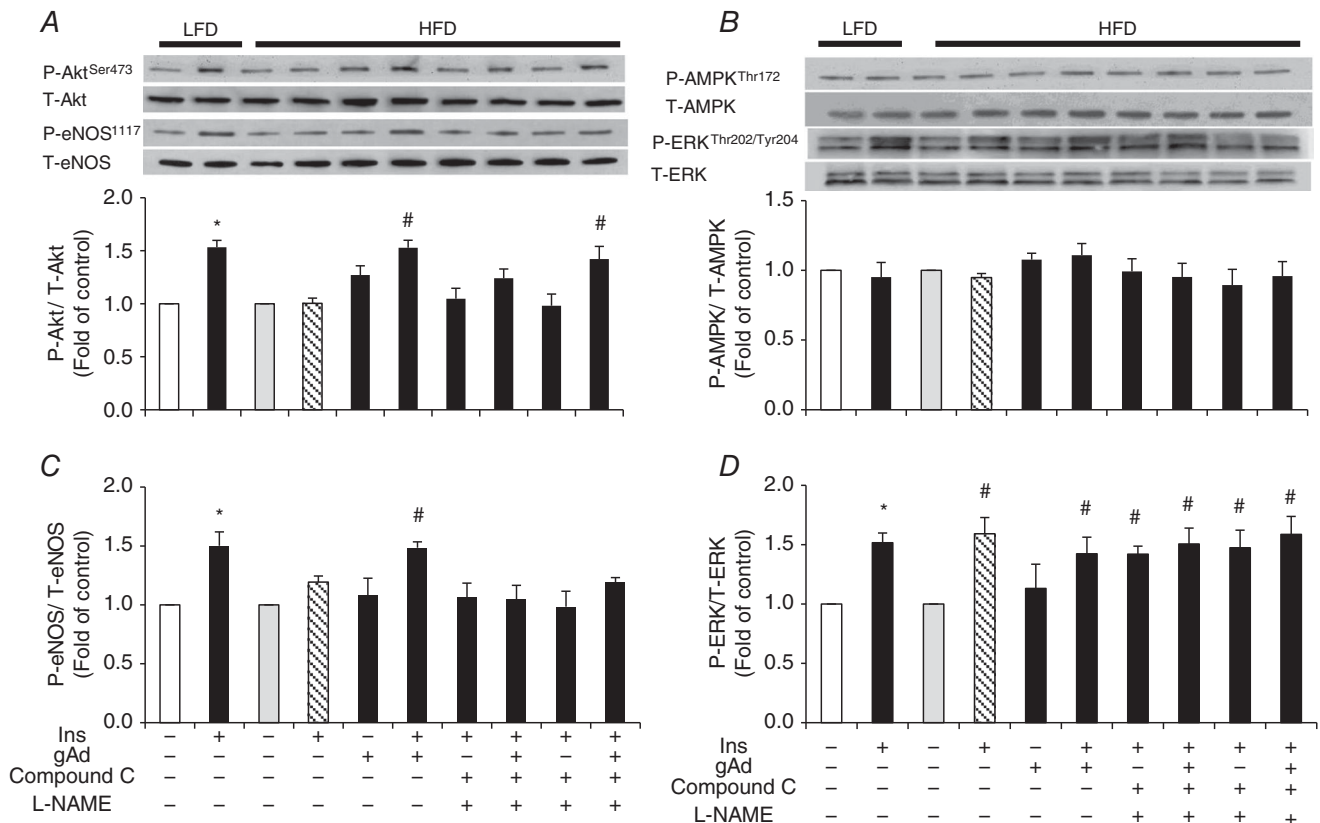 A
LFD HFD
P-AktSer473
T-Akt
P-eNOS1117
T-eNOS
2.0
1.5
1.0
0.5
0.0
P-Akt/ T-Akt
(Fold of control)
* # #
B
LFD HFD
P-AMPKThr172
T-AMPK
P-ERKThr202/Tyr204
T-ERK
1.5
1.0
0.5
0.0
P-AMPK/ T-AMPK
(Fold of control)
C
2.0
1.5
1.0
0.5
0.0
P-eNOS/ T-eNOS
(Fold of control)
* #
Ins – + – + – + + + + +
gAd – – – – + + – + – +
Compound C – – – – – – + + + +
L-NAME – – – – – – + + + +
D
2.0
1.5
1.0
1.5
0.0
P-ERK/T-ERK
(Fold of control)
* # # # # # #
Ins – + – + – + + + + +
gAd – – – – + + – + – +
Compound C – – – – – – + + + +
L-NAME – – – – – – + + + +